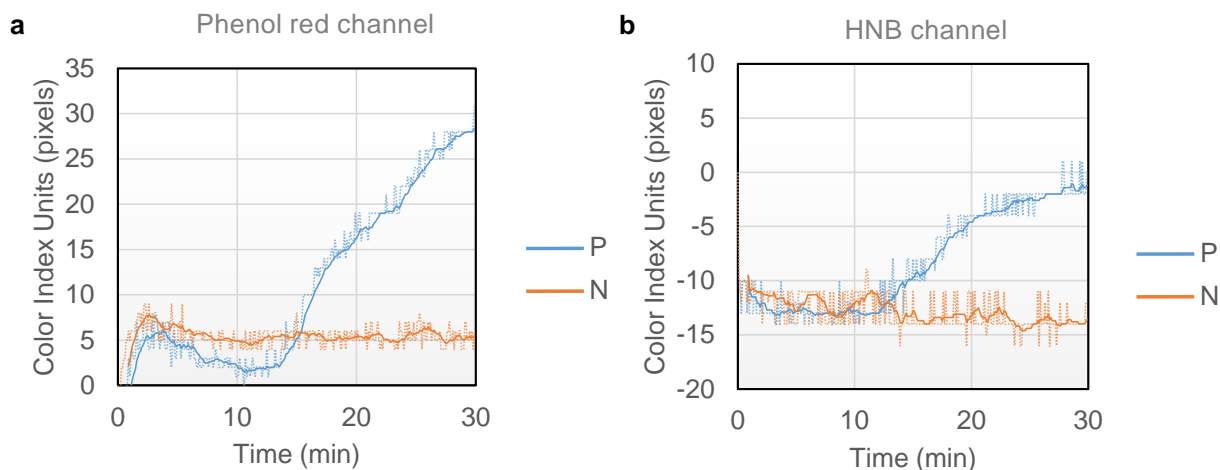 a
Phenol red channel
Color Index Units (pixels)
35
30
25
20
15
10
5
0
0 10 20 30
Time (min)
P
N
b
HNB channel
Color Index Units (pixels)
10
5
0
-5
-10
-15
-20
0 10 20 30
Time (min)
P
N